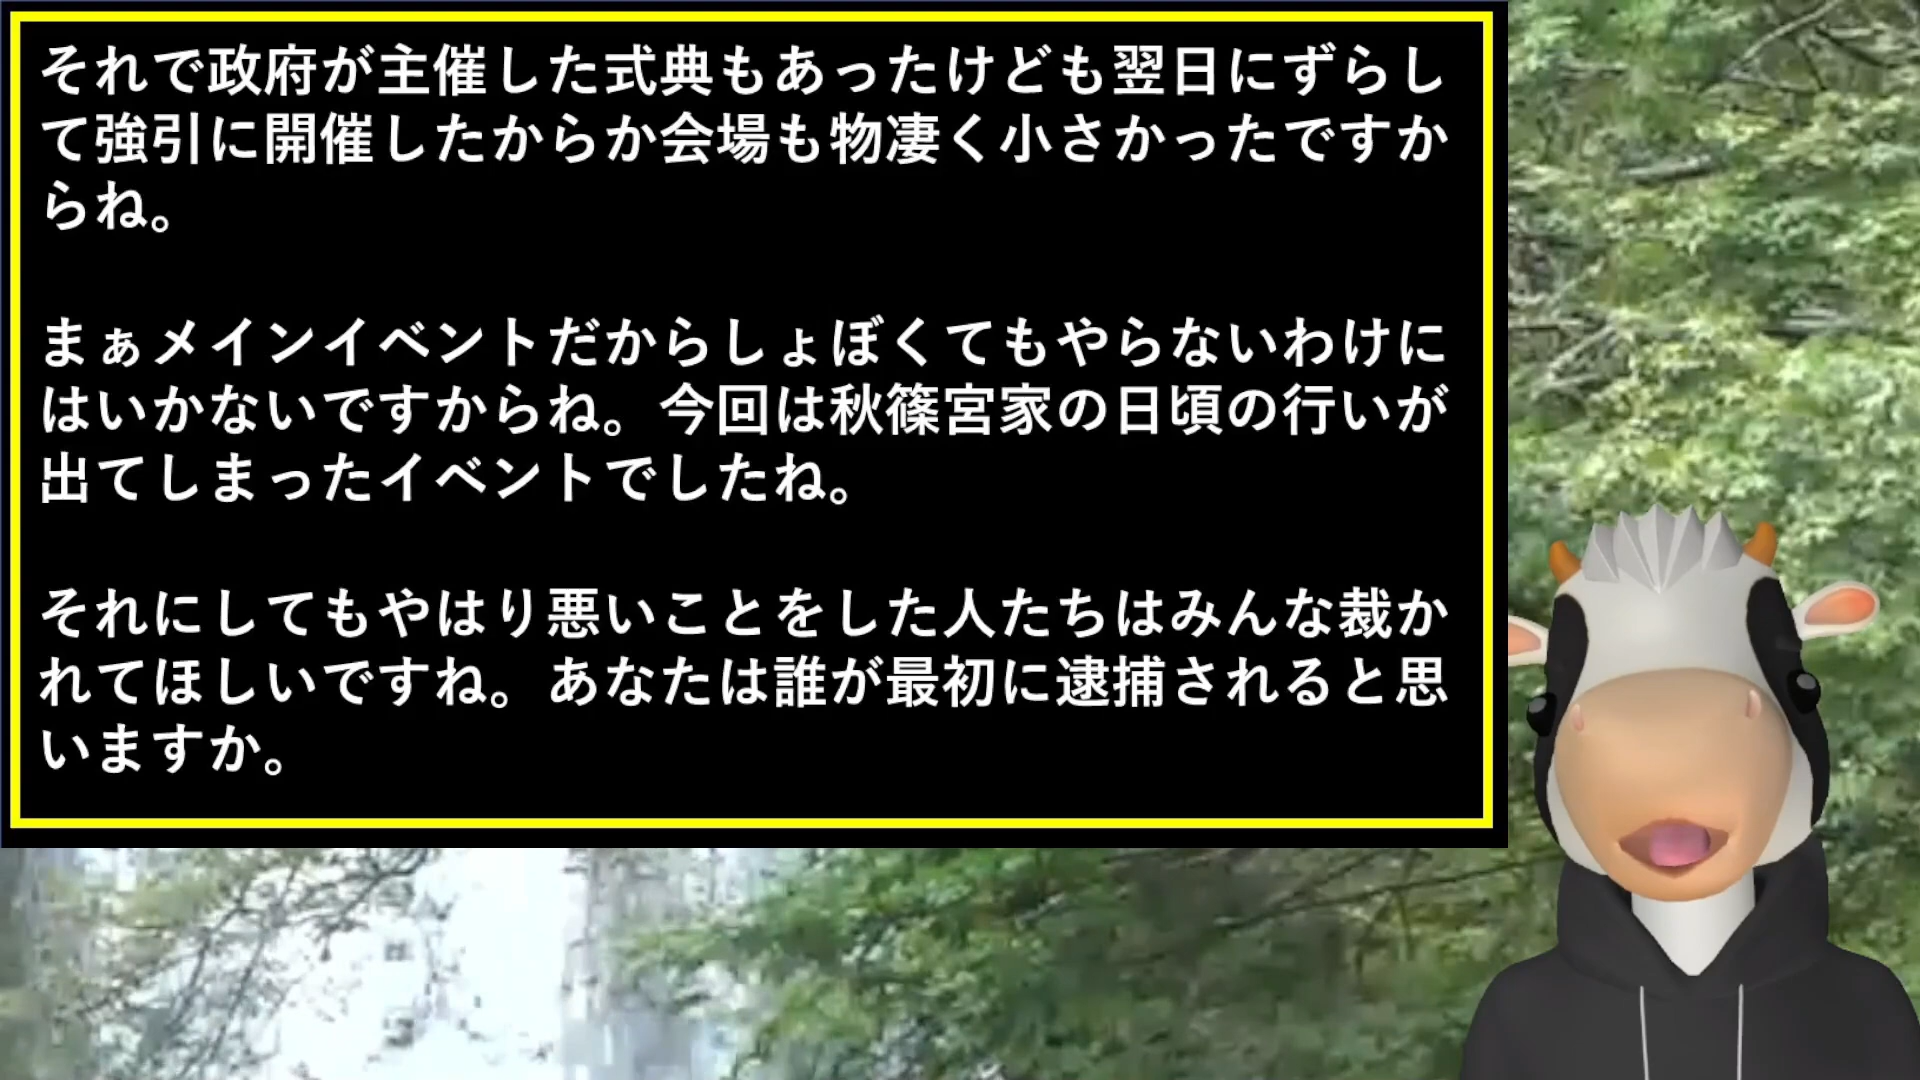 それで政府が主催した式典もあったけども翌日にずらし
て強引に開催したからか会場も物凄く小さかったですか
らね。
まぁメインイベントだからしょぼくてもやらないわけに
はいかないですからね。今回は秋篠宮家の日頃の行いが
出てしまったイベントでしたね。
それにしてもやはり悪いことをした人たちはみんな裁か
れてほしいですね。あなたは誰が最初に逮捕されると思
いますか。